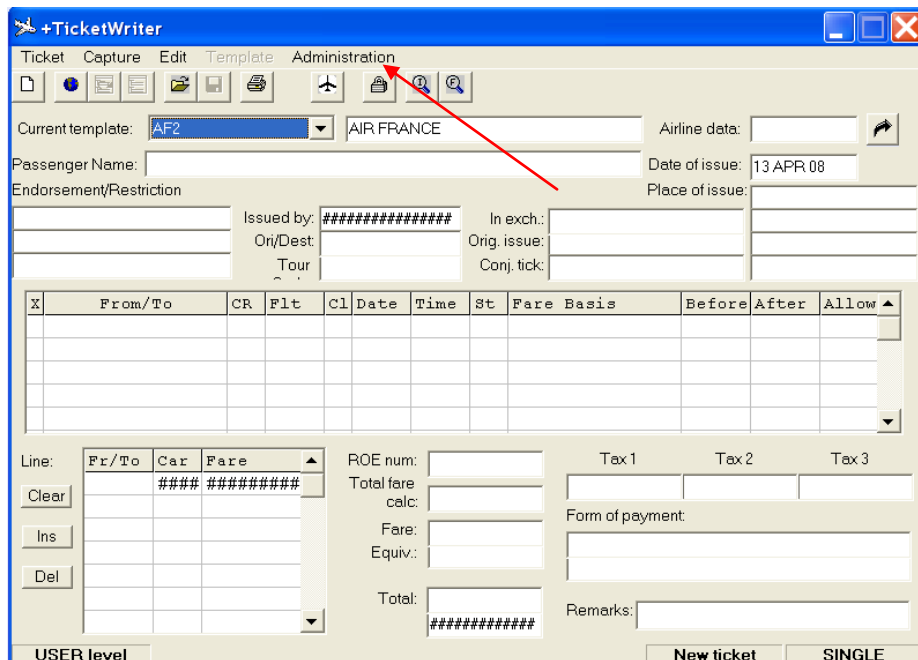 +TicketWriter
Ticket Capture Edit Template Administration
Current template: AF2 AIR FRANCE Airline data:
Passenger Name: Date of issue: 13 APR 08
Endorsement/Restriction Place of issue:
Issued by: ############### In exch.:
Ori/Dest: Orig. issue:
Tour Conj. tick:
X From/To CR Flt Cl Date Time St Fare Basis Before After Allow
Line: Fr/To Car Fare ROE num: Tax 1 Tax 2 Tax 3
#### #########
Total fare
Clear calc:
Form of payment:
Ins Fare:
Equiv.:
Del
Total:
Remarks:
#############
USER level New ticket SINGLE